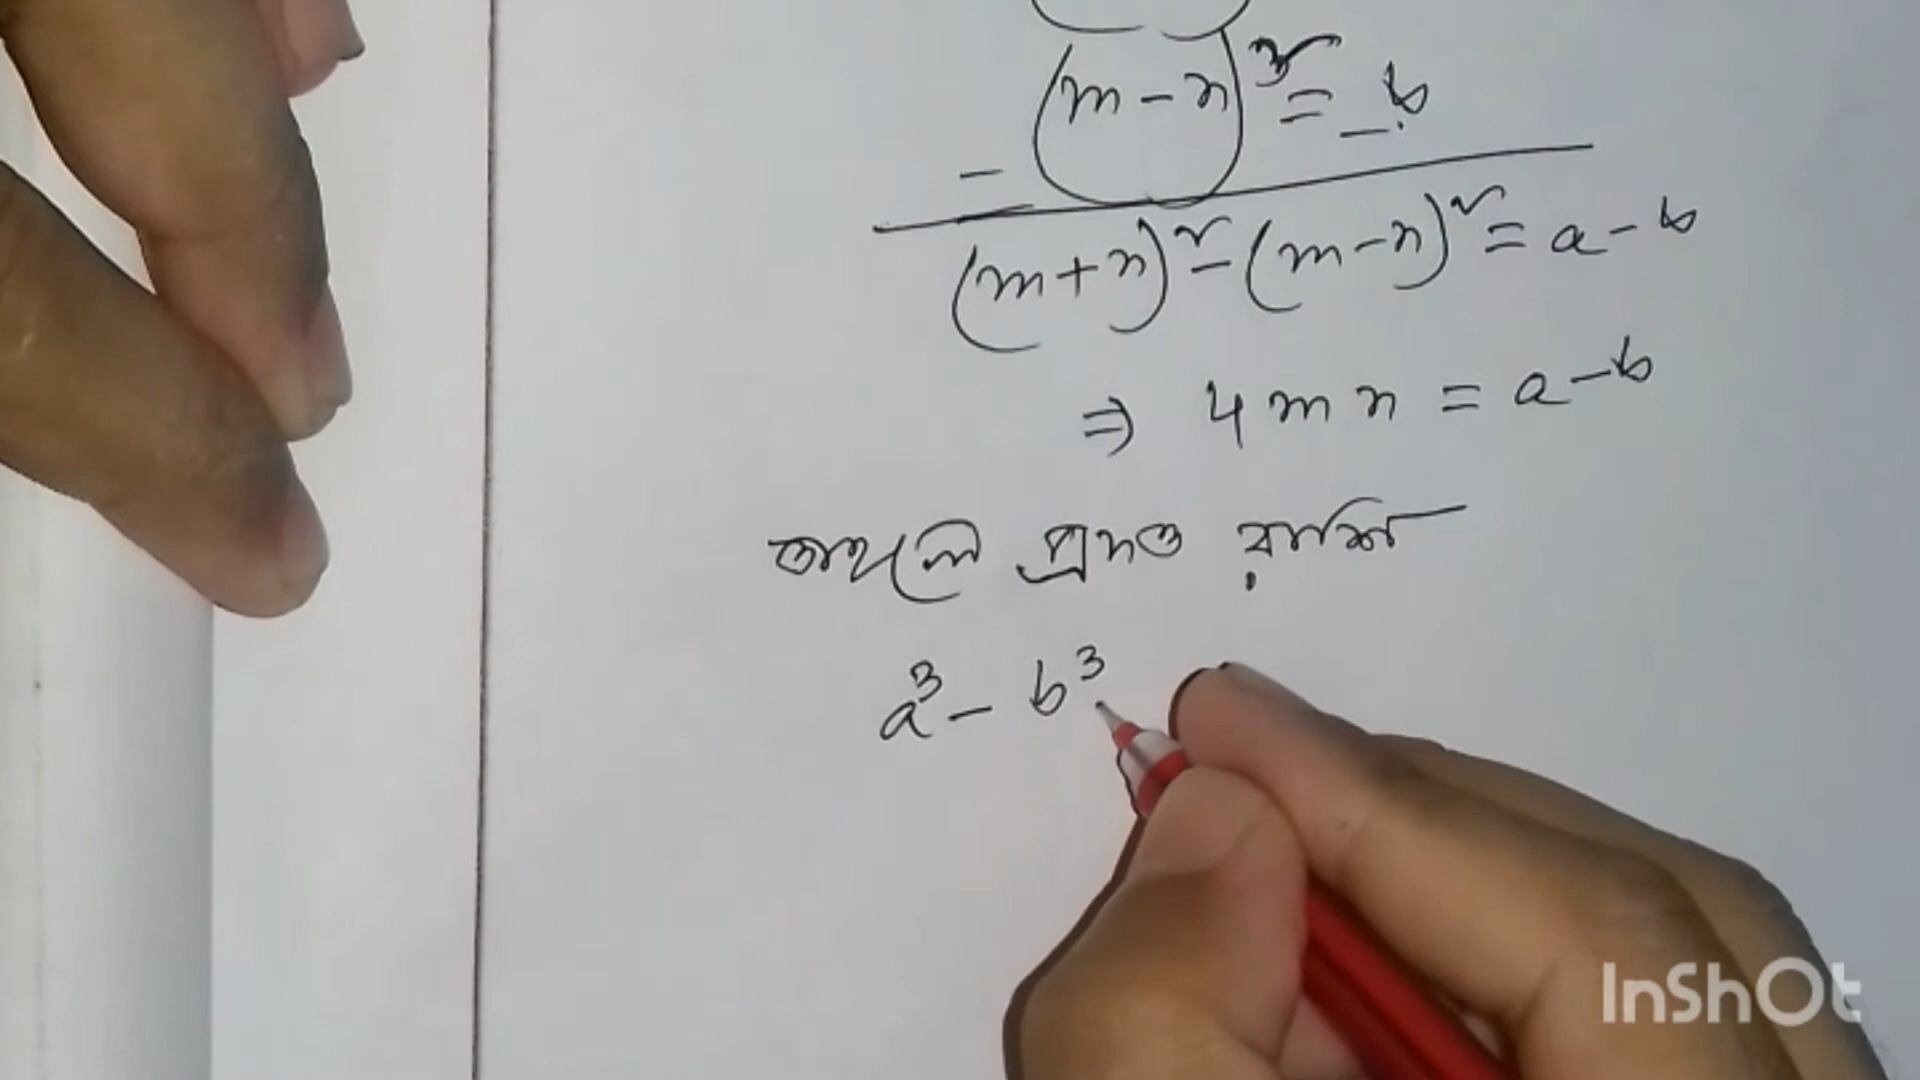 (m-n)² = b
-        -
(m+n)² - (m-n)² = a-b
⇒ 4mn = a-b
তাহলে প্রদত্ত রাশি
a³ - b³
InShOt